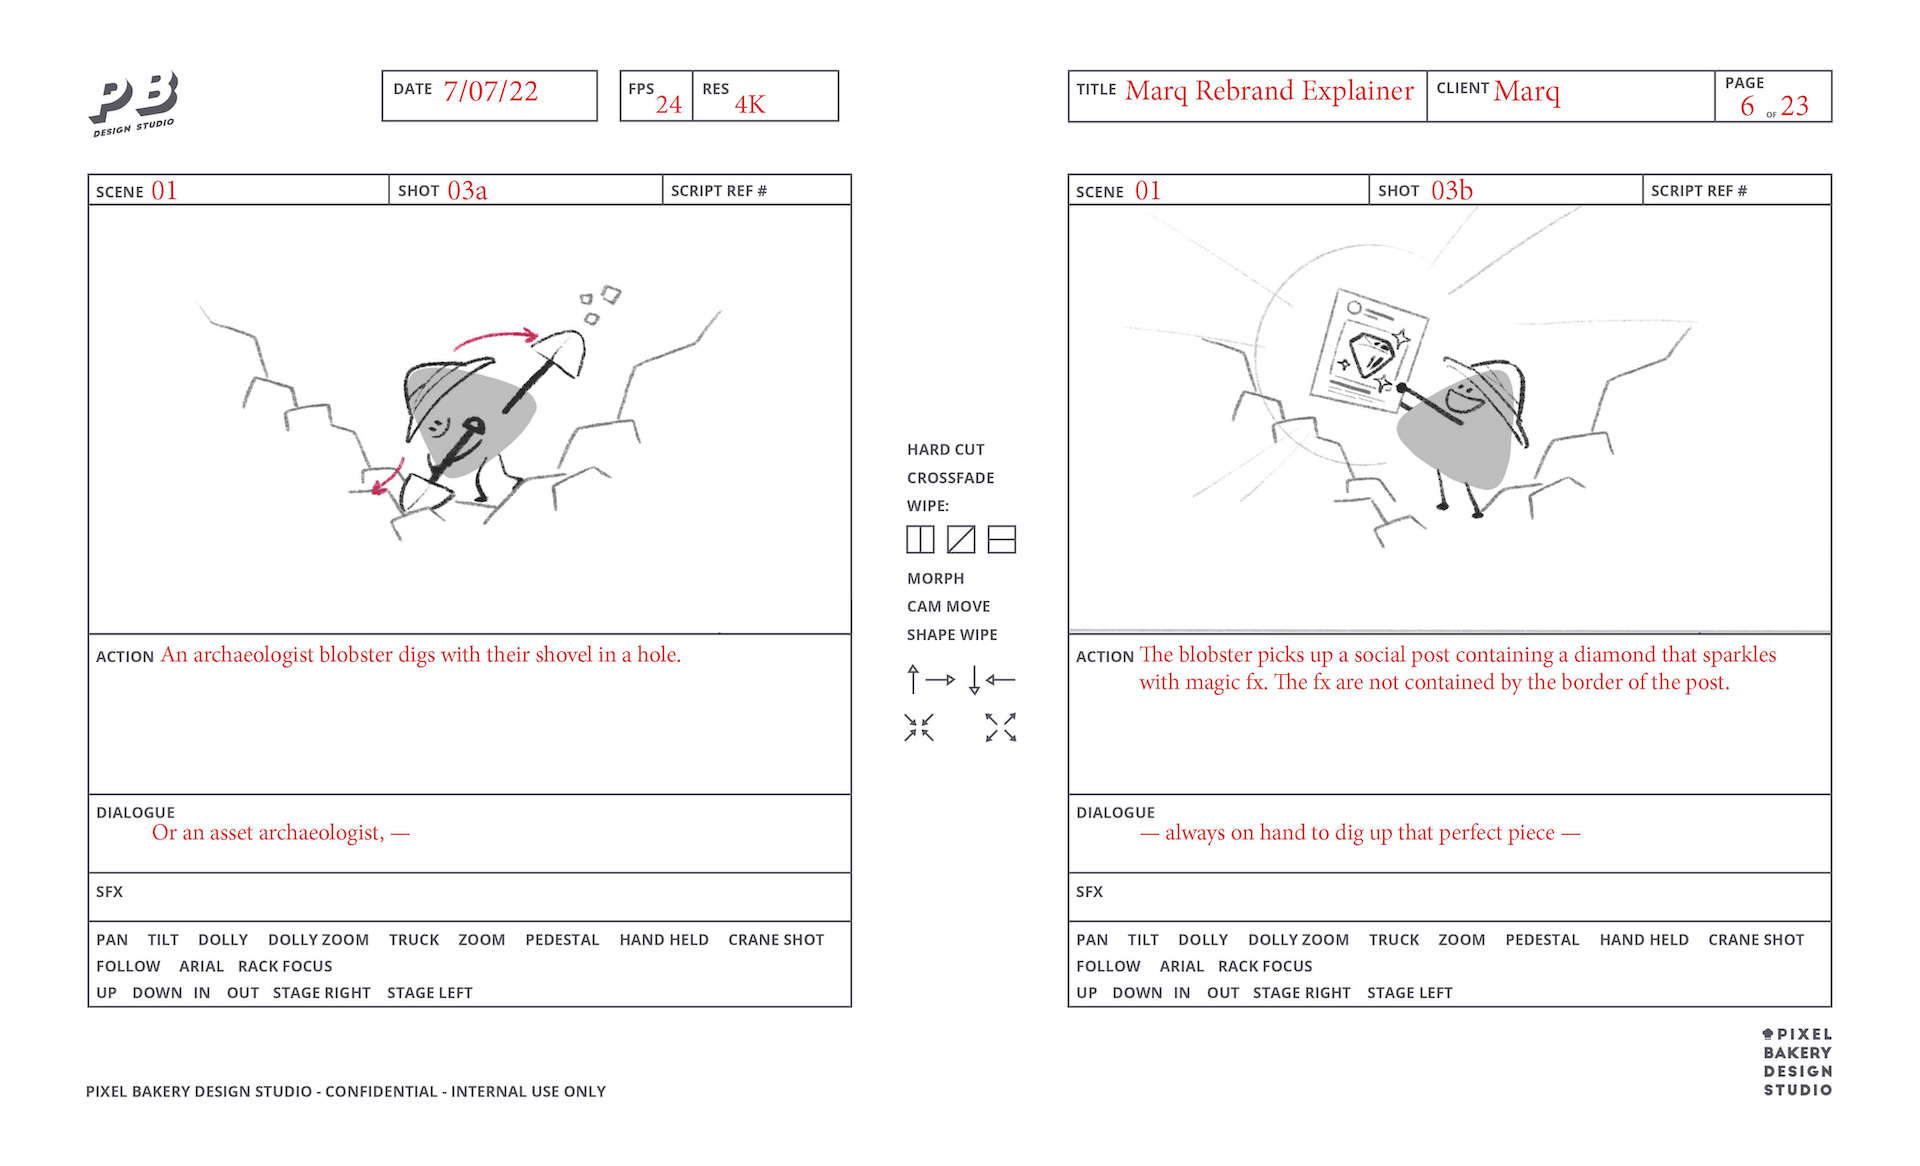 PB
DESIGN STUDIO
DATE 7/07/22
FPS 24
RES 4K
TITLE Marq Rebrand Explainer
CLIENT Marq
PAGE
6 OF 23
SCENE 01
SHOT 03a
SCRIPT REF #
ACTION An archaeologist blobster digs with their shovel in a hole.
DIALOGUE
Or an asset archaeologist, —
SFX
PAN TILT DOLLY DOLLY ZOOM TRUCK ZOOM PEDESTAL HAND HELD CRANE SHOT
FOLLOW ARIAL RACK FOCUS
UP DOWN IN OUT STAGE RIGHT STAGE LEFT
HARD CUT
CROSSFADE
WIPE:
MORPH
CAM MOVE
SHAPE WIPE
SCENE 01
SHOT 03b
SCRIPT REF #
ACTION The blobster picks up a social post containing a diamond that sparkles
with magic fx. The fx are not contained by the border of the post.
DIALOGUE
— always on hand to dig up that perfect piece —
SFX
PAN TILT DOLLY DOLLY ZOOM TRUCK ZOOM PEDESTAL HAND HELD CRANE SHOT
FOLLOW ARIAL RACK FOCUS
UP DOWN IN OUT STAGE RIGHT STAGE LEFT
PIXEL BAKERY DESIGN STUDIO - CONFIDENTIAL - INTERNAL USE ONLY
PIXEL
BAKERY
DESIGN
STUDIO